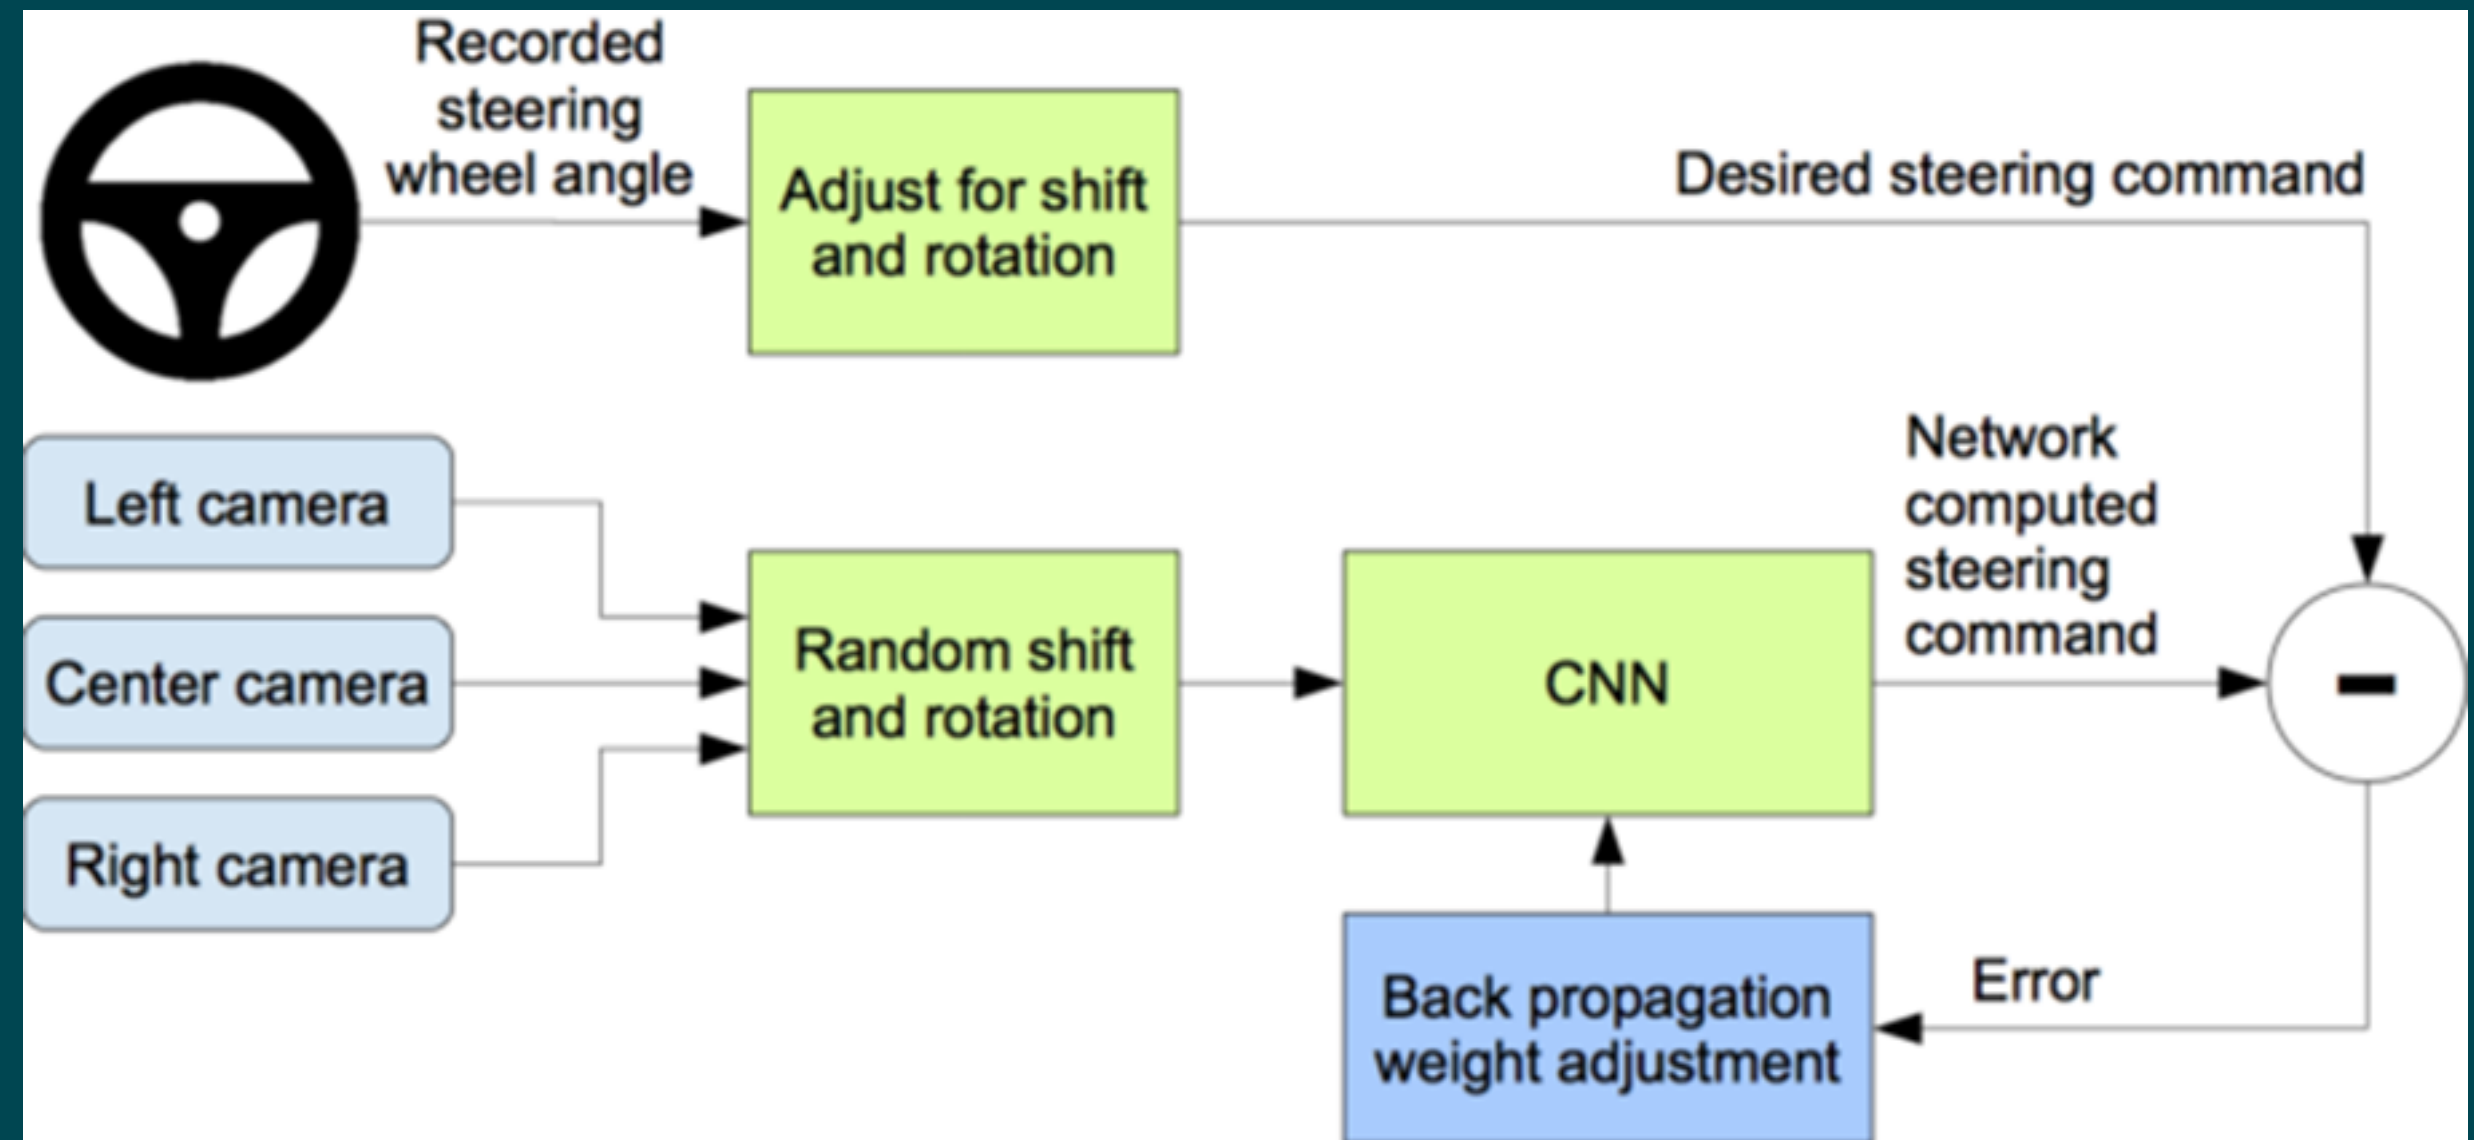 Recorded
steering
wheel angle
Adjust for shift
and rotation
Desired steering command
Left camera
Center camera
Right camera
Random shift
and rotation
CNN
Network
computed
steering
command
Back propagation
weight adjustment
Error